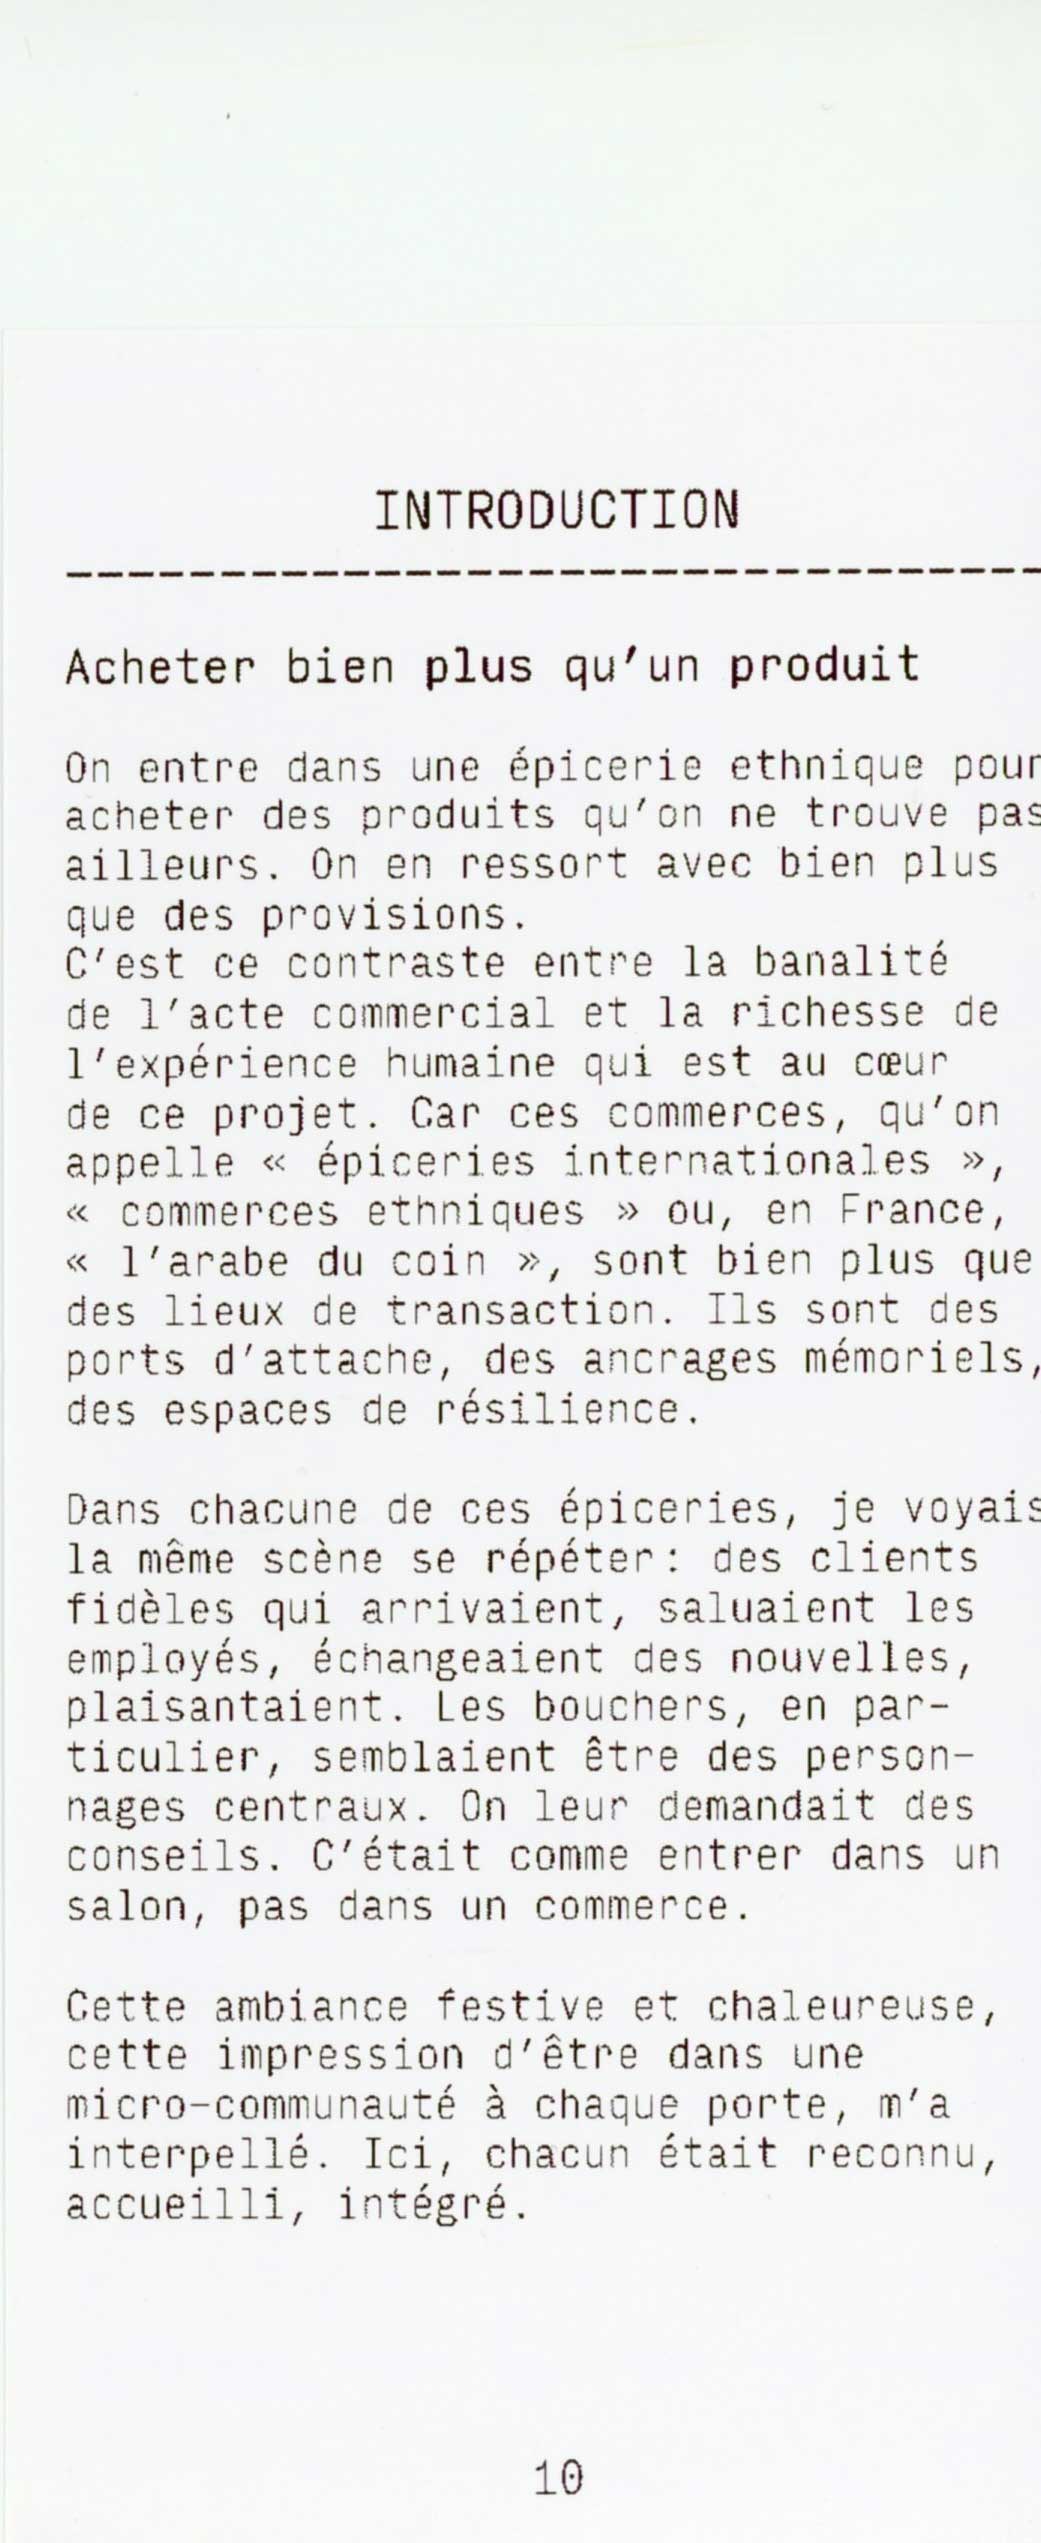 INTRODUCTION
Acheter bien plus qu'un produit
On entre dans une épicerie ethnique pour
acheter des produits qu'on ne trouve pas
ailleurs. On en ressort avec bien plus
que des provisions.
C'est ce contraste entre la banalité
de l'acte commercial et la richesse de
l'expérience humaine qui est au cœur
de ce projet. Car ces commerces, qu'on
appelle « épiceries internationales »,
« commerces ethniques » ou, en France,
« l'arabe du coin », sont bien plus que
des lieux de transaction. Ils sont des
ports d'attache, des ancrages mémoriels,
des espaces de résilience.
Dans chacune de ces épiceries, je voyais
la même scène se répéter: des clients
fidèles qui arrivaient, saluaient les
employés, échangeaient des nouvelles,
plaisantaient. Les bouchers, en par-
ticulier, semblaient être des person-
nages centraux. On leur demandait des
conseils. C'était comme entrer dans un
salon, pas dans un commerce.
Cette ambiance festive et chaleureuse,
cette impression d'être dans une
micro-communauté à chaque porte, m'a
interpellé. Ici, chacun était reconnu,
accueilli, intégré.
10